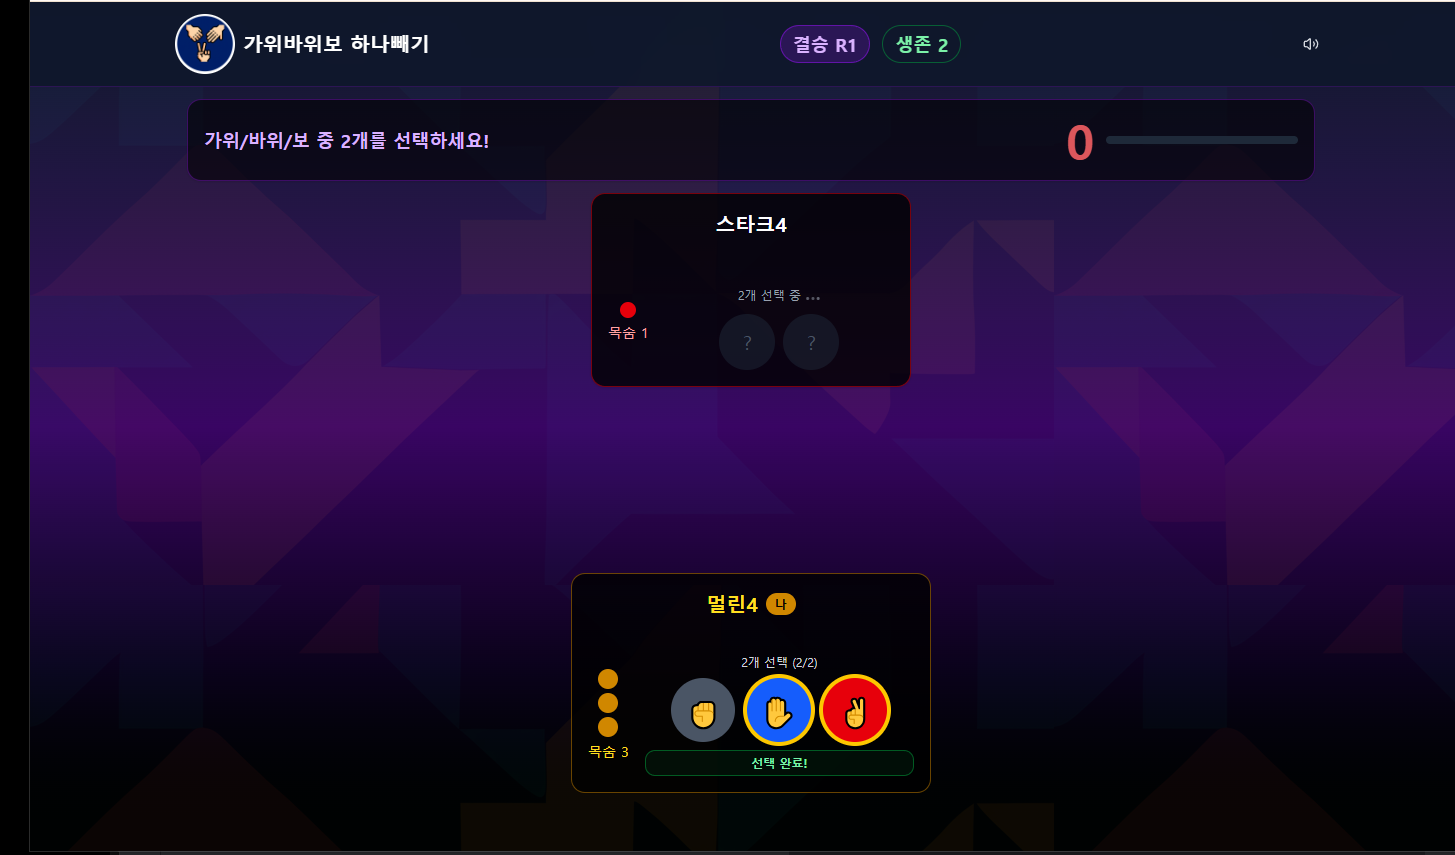 가위바위보 하나빼기
결승 R1
생존 2
가위/바위/보 중 2개를 선택하세요!
0
스타크4
2개 선택 중 ...
목숨 1
? ?
멀린4 나
2개 선택 (2/2)
목숨 3
선택 완료!